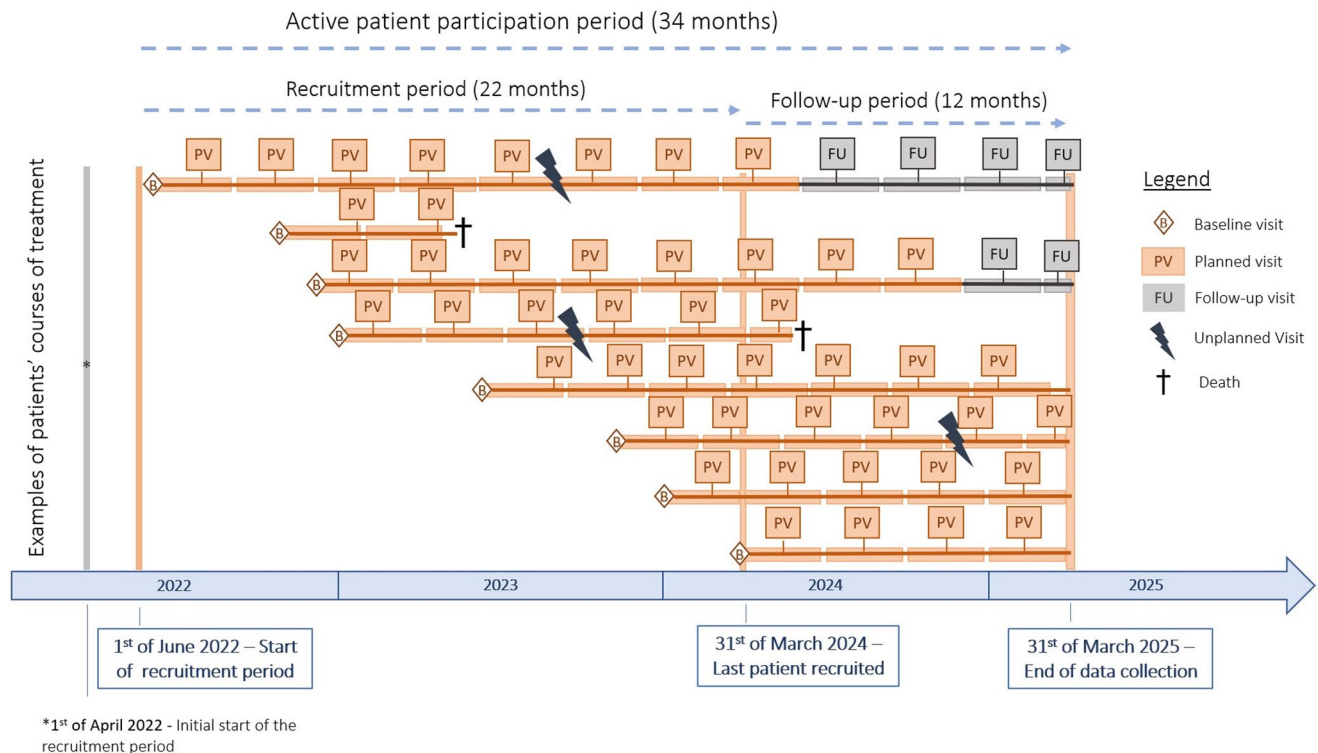 Active patient participation period (34 months)
Recruitment period (22 months)
Follow-up period (12 months)
Examples of patients' courses of treatment
PV PV PV PV PV PV PV PV FU FU FU FU
B
PV PV
B
PV PV PV PV PV PV PV PV FU FU
B
PV PV PV PV PV PV
B
PV PV PV PV PV PV PV
B
PV PV PV PV PV PV
B
PV PV PV PV PV
B
PV PV PV PV
B
*
Legend
B Baseline visit
PV Planned visit
FU Follow-up visit
Unplanned Visit
Death
2022 2023 2024 2025
1st of June 2022 – Start
of recruitment period
31st of March 2024 –
Last patient recruited
31st of March 2025 –
End of data collection
*1st of April 2022 - Initial start of the
recruitment period